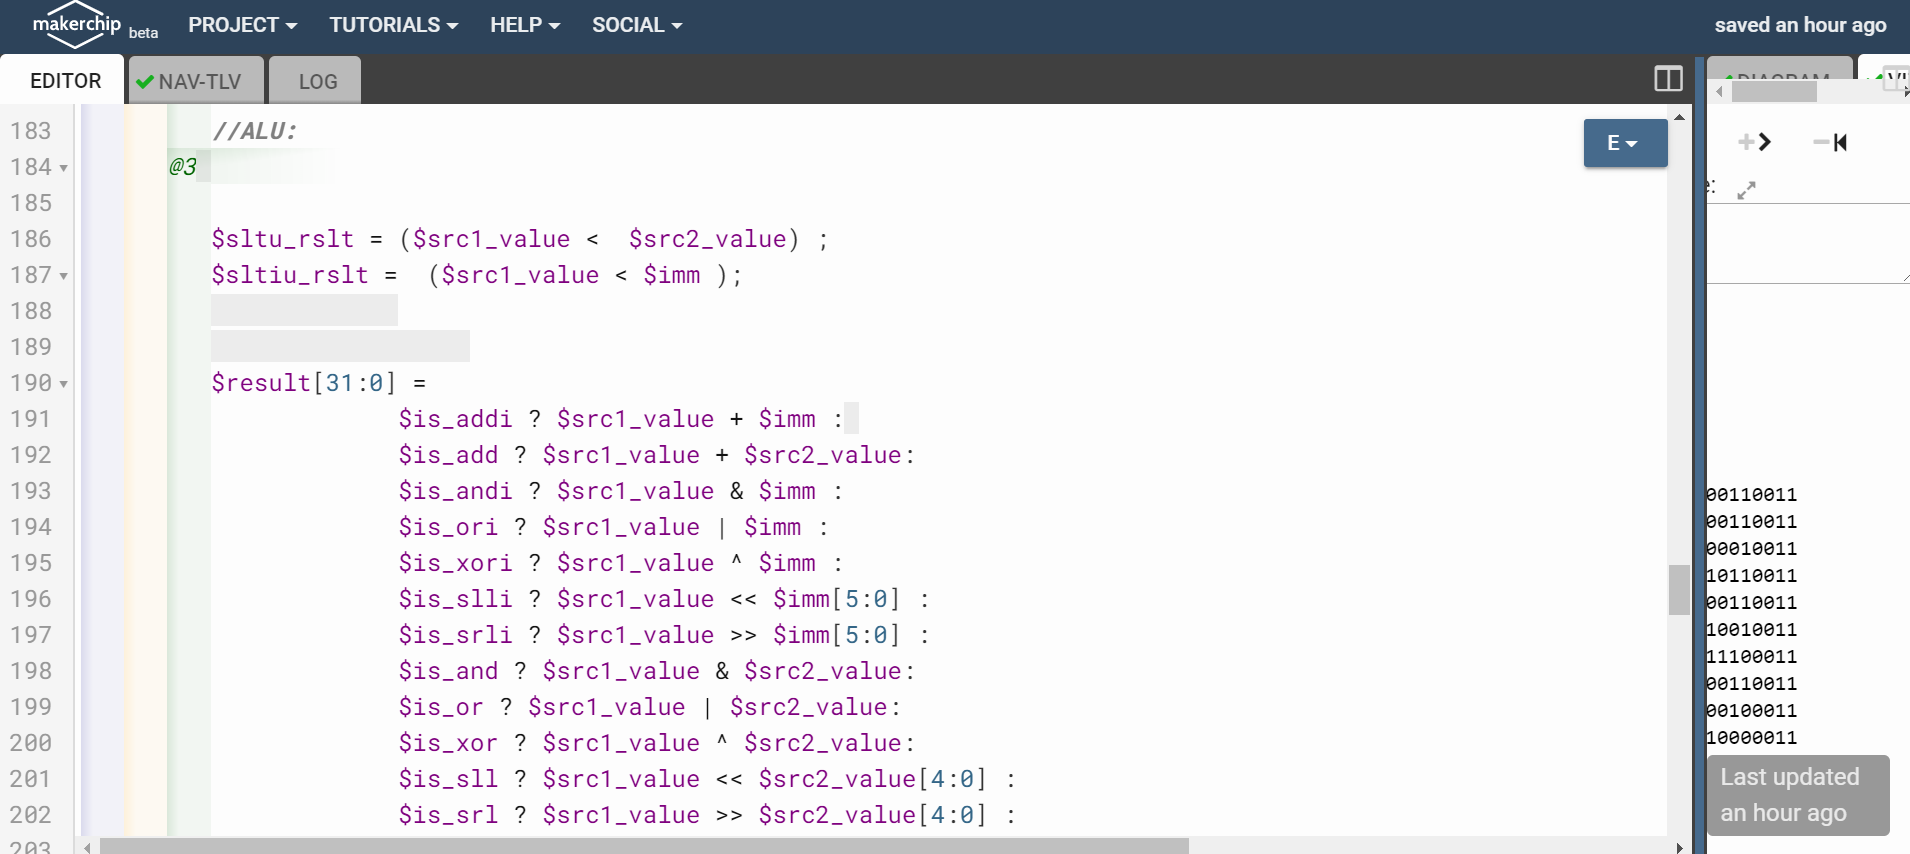 makerchip beta PROJECT TUTORIALS HELP SOCIAL saved an hour ago
EDITOR NAV-TLV LOG
183 //ALU:
184 @3
185
186 $sltu_rslt = ($src1_value <  $src2_value) ;
187 $sltiu_rslt =  ($src1_value < $imm );
188
189
190 $result[31:0] =
191 $is_addi ? $src1_value + $imm :
192 $is_add ? $src1_value + $src2_value:
193 $is_andi ? $src1_value & $imm :
194 $is_ori ? $src1_value | $imm :
195 $is_xori ? $src1_value ^ $imm :
196 $is_slli ? $src1_value << $imm[5:0] :
197 $is_srli ? $src1_value >> $imm[5:0] :
198 $is_and ? $src1_value & $src2_value:
199 $is_or ? $src1_value | $src2_value:
200 $is_xor ? $src1_value ^ $src2_value:
201 $is_sll ? $src1_value << $src2_value[4:0] :
202 $is_srl ? $src1_value >> $src2_value[4:0] :
203
E
DIAGRAM
00110011
00110011
00010011
10110011
00110011
10010011
11100011
00110011
00100011
10000011
Last updated
an hour ago